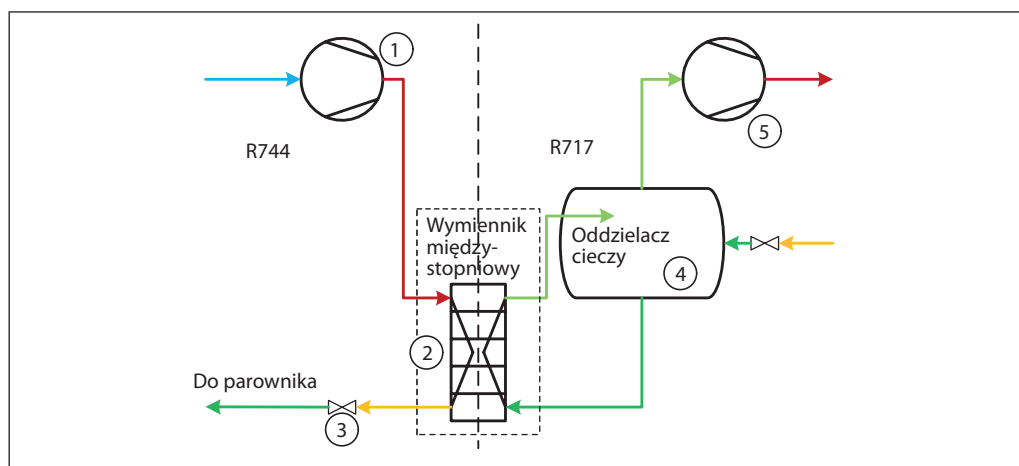 1
5
R744
R717
Wymiennik
między-
stopniowy
Oddzielacz
cieczy
4
2
Do parownika
3